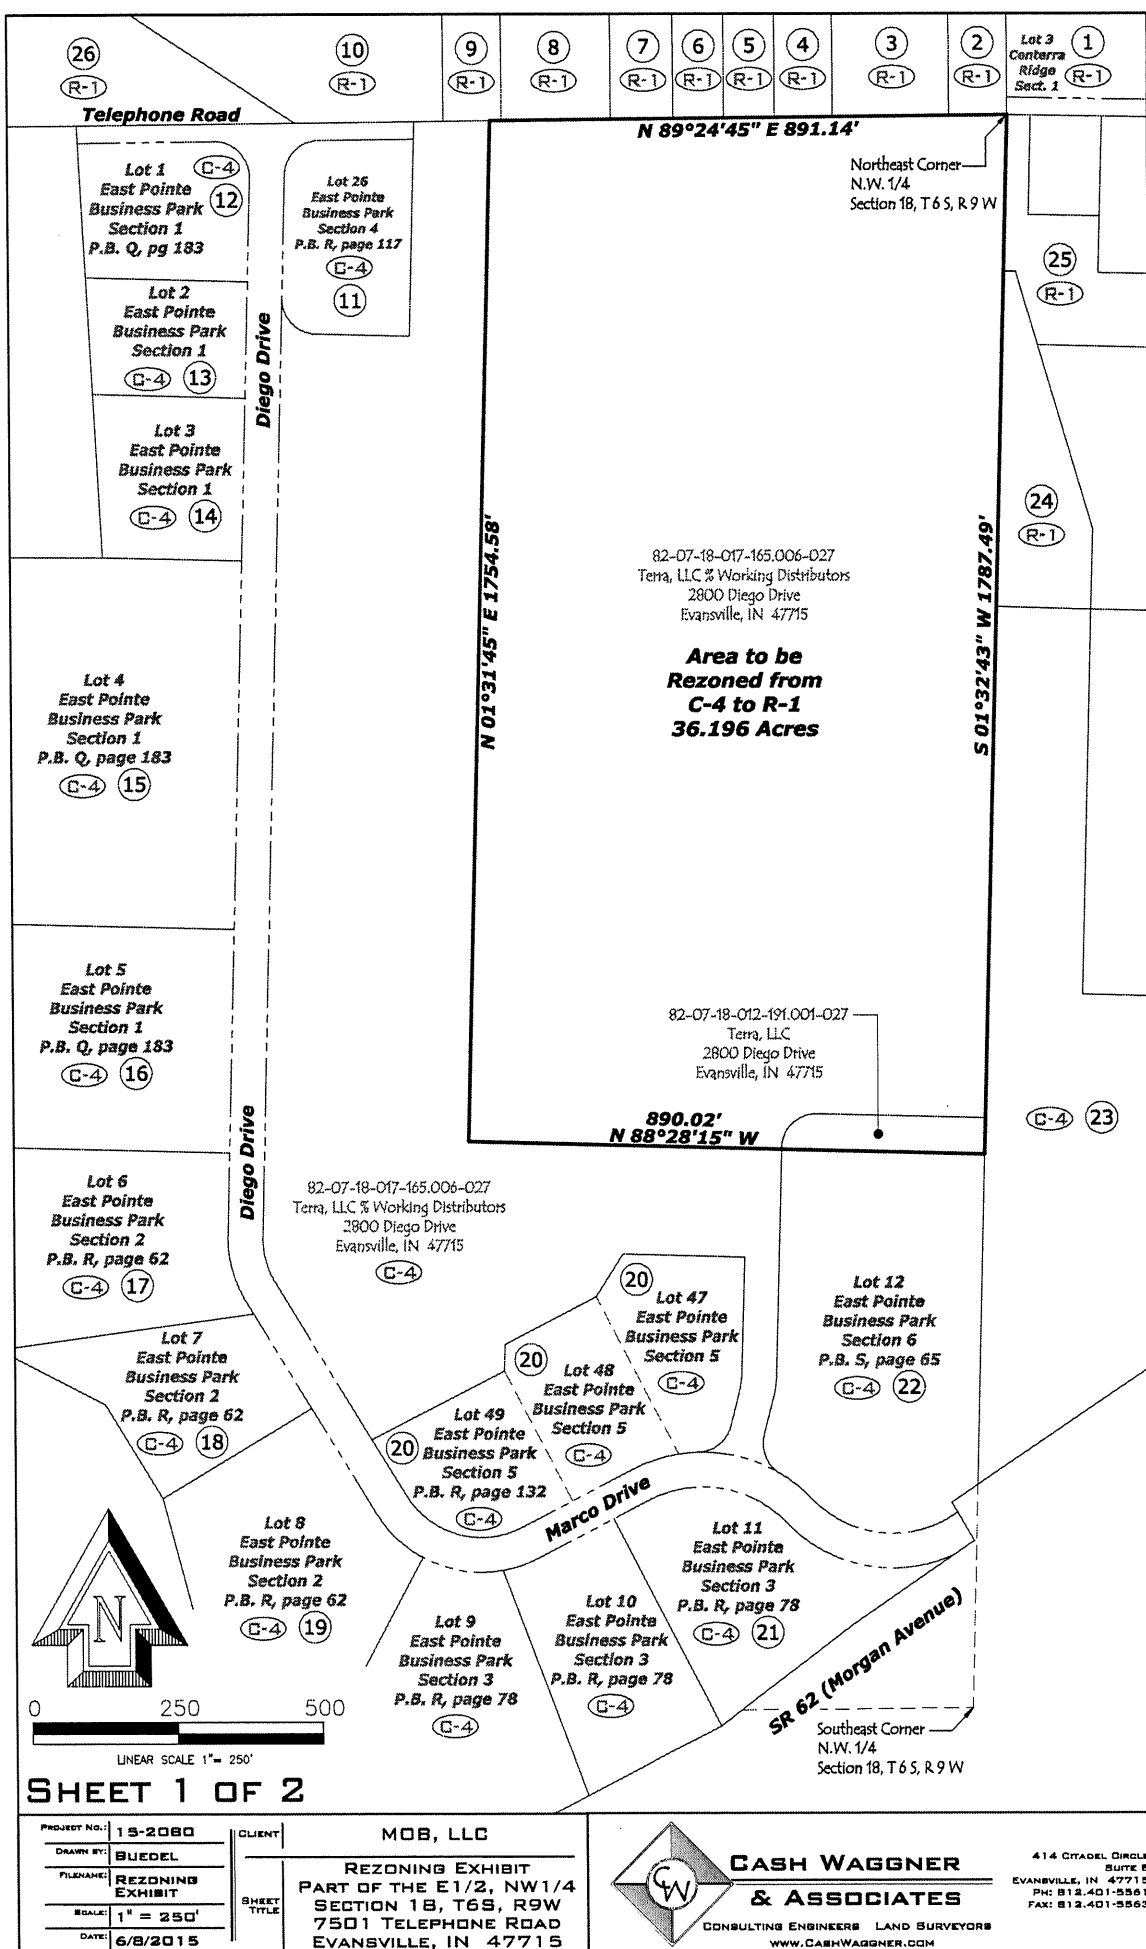 26
R-1
10
R-1
9
R-1
8
R-1
7
R-1
6
R-1
5
R-1
4
R-1
3
R-1
2
R-1
Lot 3
Conterra
Ridge
Sect. 1
1
R-1
Telephone Road
N 89°24'45" E 891.14'
Northeast Corner
N.W. 1/4
Section 18, T 6 S, R 9 W
Lot 1
East Pointe
Business Park
Section 1
P.B. Q, pg 183
C-4
12
Lot 26
East Pointe
Business Park
Section 4
P.B. R, page 117
C-4
11
25
R-1
Lot 2
East Pointe
Business Park
Section 1
C-4 13
Diego Drive
Lot 3
East Pointe
Business Park
Section 1
C-4 14
24
R-1
N 01°31'45" E 1754.58'
S 01°32'43" W 1787.49'
82-07-18-017-165.006-027
Terra, LLC % Working Distributors
2800 Diego Drive
Evansville, IN 47715
Area to be
Rezoned from
C-4 to R-1
36.196 Acres
Lot 4
East Pointe
Business Park
Section 1
P.B. Q, page 183
C-4 15
Lot 5
East Pointe
Business Park
Section 1
P.B. Q, page 183
C-4 16
82-07-18-012-191.001-027
Terra, LLC
2800 Diego Drive
Evansville, IN 47715
890.02'
N 88°28'15" W
C-4 23
Diego Drive
Lot 6
East Pointe
Business Park
Section 2
P.B. R, page 62
C-4 17
82-07-18-017-165.006-027
Terra, LLC % Working Distributors
2800 Diego Drive
Evansville, IN 47715
C-4
20
Lot 47
East Pointe
Business Park
Section 5
C-4
Lot 12
East Pointe
Business Park
Section 6
P.B. S, page 65
C-4 22
Lot 7
East Pointe
Business Park
Section 2
P.B. R, page 62
C-4 18
20
Lot 48
East Pointe
Business Park
Section 5
C-4
20
Lot 49
East Pointe
Business Park
Section 5
P.B. R, page 132
C-4
Marco Drive
Lot 8
East Pointe
Business Park
Section 2
P.B. R, page 62
C-4 19
Lot 11
East Pointe
Business Park
Section 3
P.B. R, page 78
C-4 21
Lot 9
East Pointe
Business Park
Section 3
P.B. R, page 78
C-4
Lot 10
East Pointe
Business Park
Section 3
P.B. R, page 78
C-4
SR 62 (Morgan Avenue)
Southeast Corner
N.W. 1/4
Section 18, T 6 S, R 9 W
N
0 250 500
LINEAR SCALE 1"= 250'
SHEET 1 OF 2
PROJECT NO.: 15-2080
DRAWN BY: BUEDEL
FILENAME: REZONING
EXHIBIT
SCALE: 1" = 250'
DATE: 6/8/2015
CLIENT MOB, LLC
SHEET
TITLE
REZONING EXHIBIT
PART OF THE E1/2, NW1/4
SECTION 18, T6S, R9W
7501 TELEPHONE ROAD
EVANSVILLE, IN 47715
CW
CASH WAGGNER
& ASSOCIATES
CONSULTING ENGINEERS LAND SURVEYORS
WWW.CASHWAGGNER.COM
414 CITADEL CIRCLE
SUITE
EVANSVILLE, IN 47715
PH: 812.401-5561
FAX: 812.401-5563